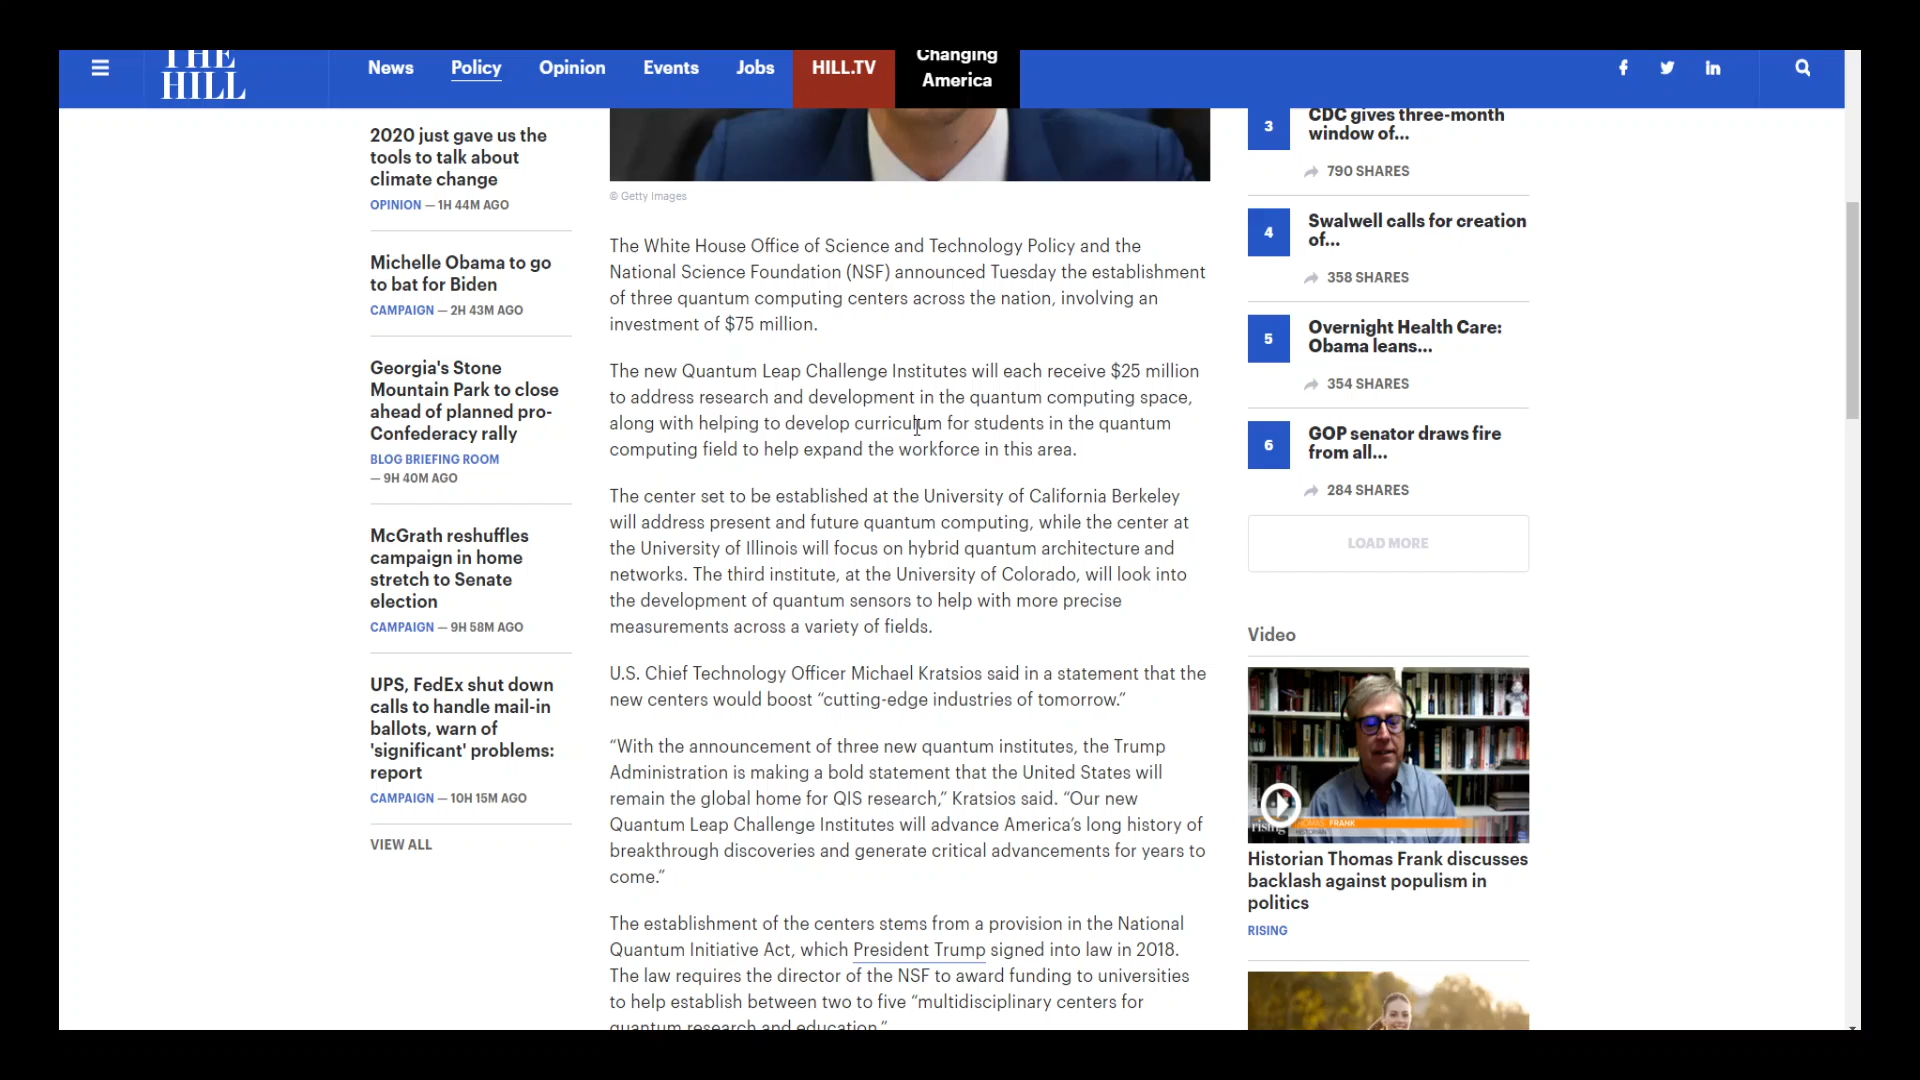 THE
HILL
News
Policy
Opinion
Events
Jobs
HILL.TV
Changing
America
2020 just gave us the
tools to talk about
climate change
OPINION — 1H 44M AGO
Michelle Obama to go
to bat for Biden
CAMPAIGN — 2H 43M AGO
Georgia's Stone
Mountain Park to close
ahead of planned pro-
Confederacy rally
BLOG BRIEFING ROOM
— 9H 40M AGO
McGrath reshuffles
campaign in home
stretch to Senate
election
CAMPAIGN — 9H 58M AGO
UPS, FedEx shut down
calls to handle mail-in
ballots, warn of
'significant' problems:
report
CAMPAIGN — 10H 15M AGO
VIEW ALL
© Getty Images
The White House Office of Science and Technology Policy and the
National Science Foundation (NSF) announced Tuesday the establishment
of three quantum computing centers across the nation, involving an
investment of $75 million.
The new Quantum Leap Challenge Institutes will each receive $25 million
to address research and development in the quantum computing space,
along with helping to develop curriculum for students in the quantum
computing field to help expand the workforce in this area.
The center set to be established at the University of California Berkeley
will address present and future quantum computing, while the center at
the University of Illinois will focus on hybrid quantum architecture and
networks. The third institute, at the University of Colorado, will look into
the development of quantum sensors to help with more precise
measurements across a variety of fields.
U.S. Chief Technology Officer Michael Kratsios said in a statement that the
new centers would boost “cutting-edge industries of tomorrow.”
“With the announcement of three new quantum institutes, the Trump
Administration is making a bold statement that the United States will
remain the global home for QIS research,” Kratsios said. “Our new
Quantum Leap Challenge Institutes will advance America’s long history of
breakthrough discoveries and generate critical advancements for years to
come.”
The establishment of the centers stems from a provision in the National
Quantum Initiative Act, which President Trump signed into law in 2018.
The law requires the director of the NSF to award funding to universities
to help establish between two to five “multidisciplinary centers for
quantum research and education.”
3
CDC gives three-month
window of...
790 SHARES
4
Swalwell calls for creation
of...
358 SHARES
5
Overnight Health Care:
Obama leans...
354 SHARES
6
GOP senator draws fire
from all...
284 SHARES
LOAD MORE
Video
rising
THOMAS FRANK
HISTORIAN
Historian Thomas Frank discusses
backlash against populism in
politics
RISING